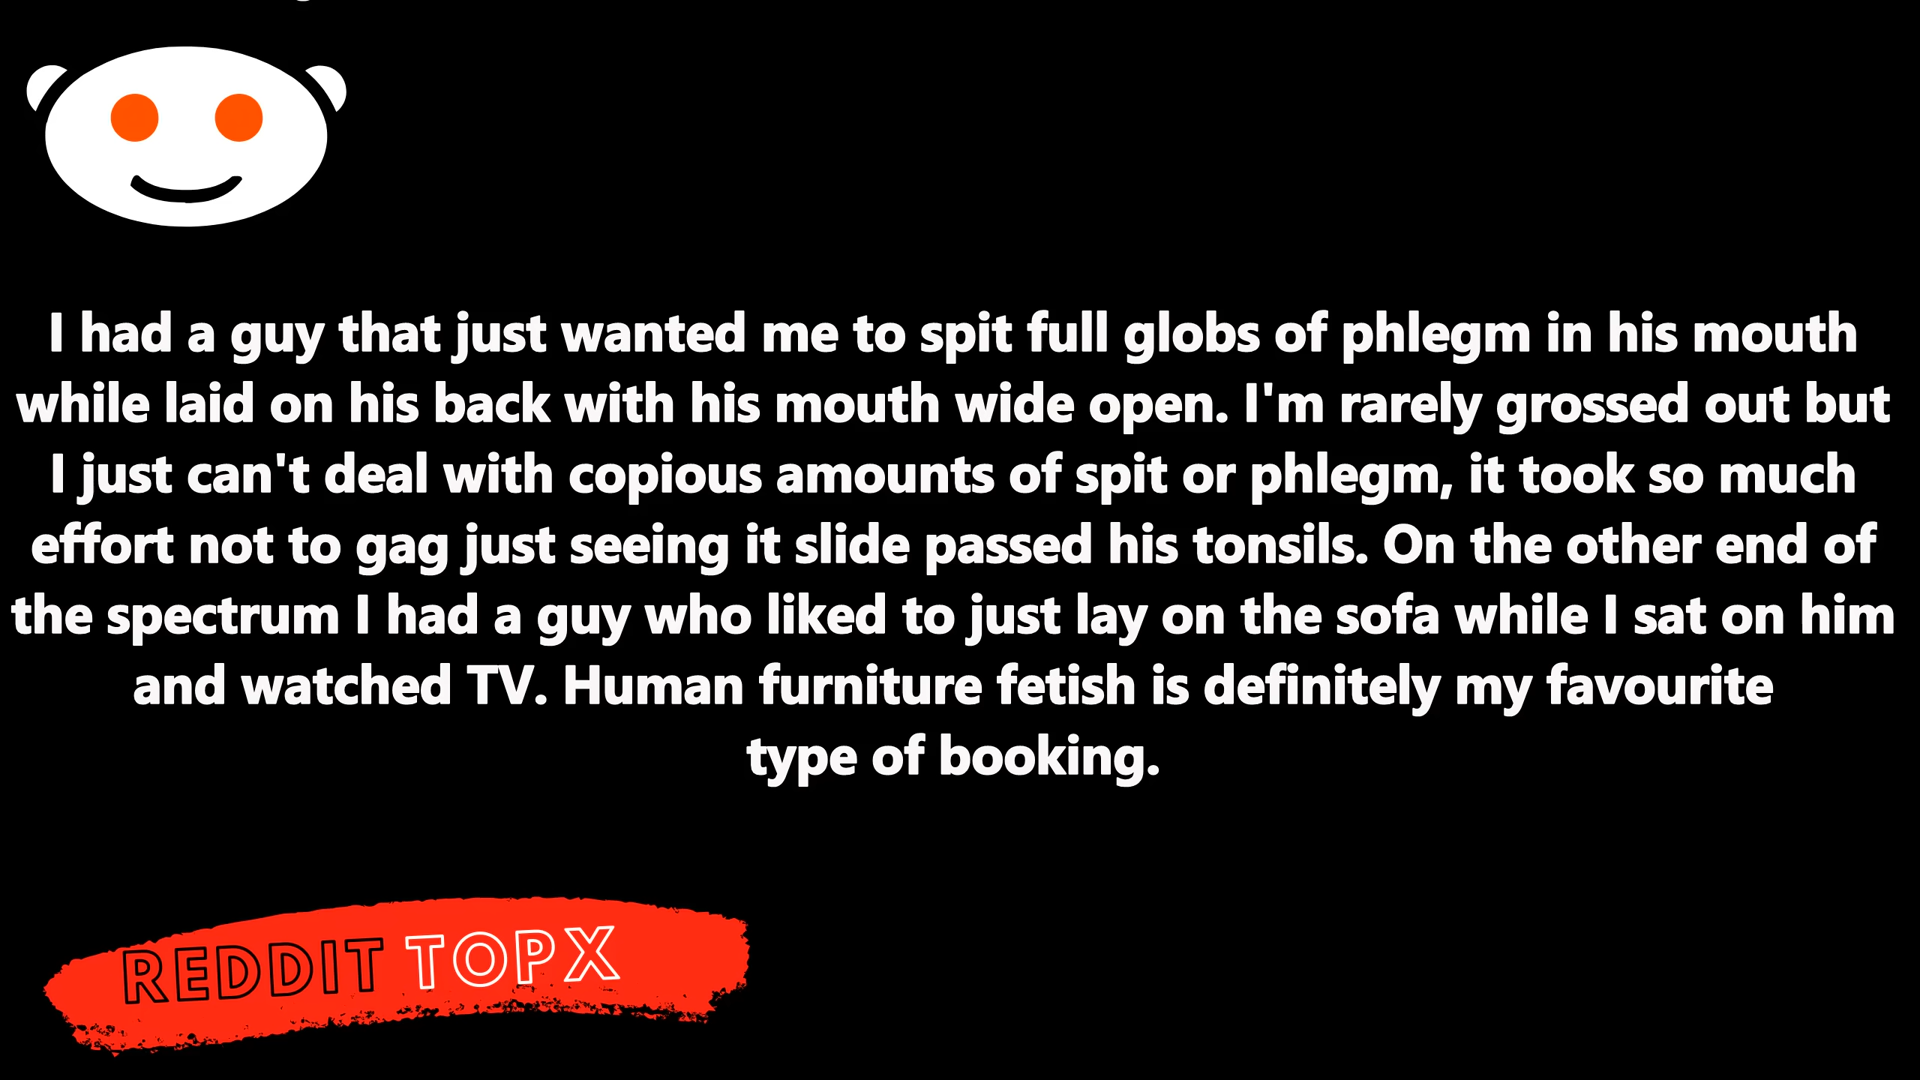 I had a guy that just wanted me to spit full globs of phlegm in his mouth
while laid on his back with his mouth wide open. I'm rarely grossed out but
I just can't deal with copious amounts of spit or phlegm, it took so much
effort not to gag just seeing it slide passed his tonsils. On the other end of
the spectrum I had a guy who liked to just lay on the sofa while I sat on him
and watched TV. Human furniture fetish is definitely my favourite
type of booking.
REDDIT TOPX